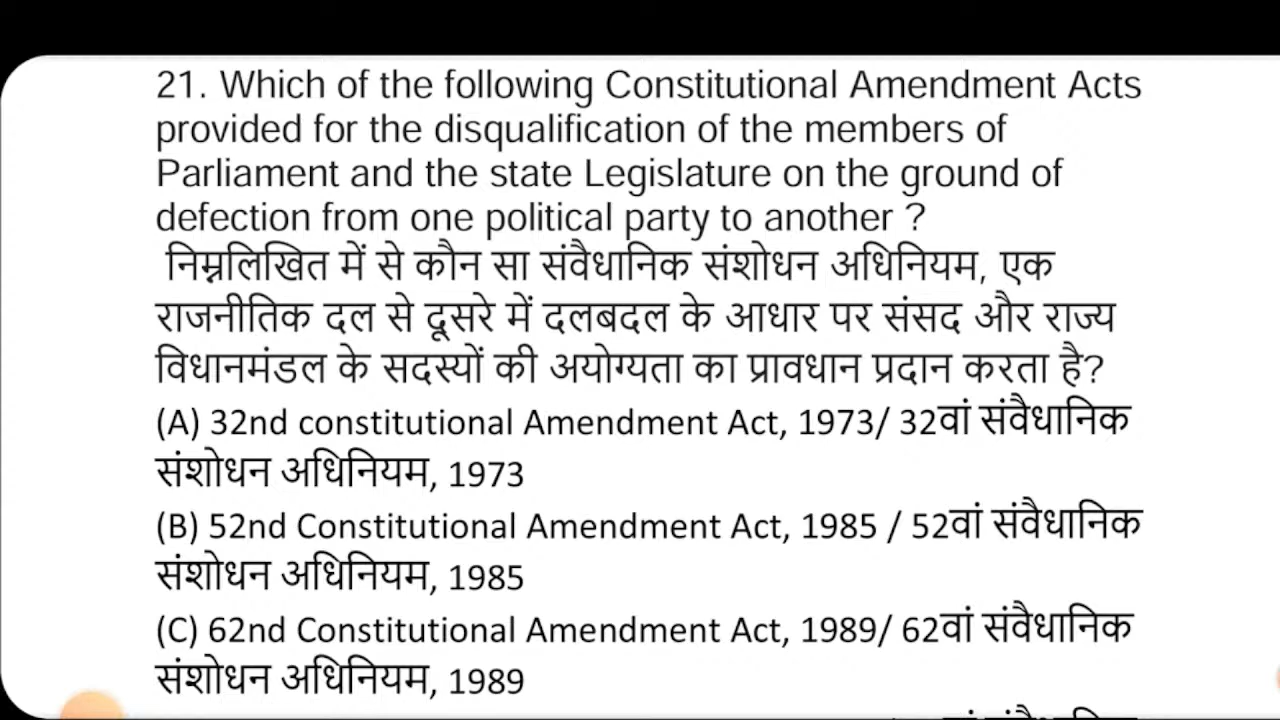 21. Which of the following Constitutional Amendment Acts
provided for the disqualification of the members of
Parliament and the state Legislature on the ground of
defection from one political party to another ?
निम्नलिखित में से कौन सा संवैधानिक संशोधन अधिनियम, एक
राजनीतिक दल से दूसरे में दलबदल के आधार पर संसद और राज्य
विधानमंडल के सदस्यों की अयोग्यता का प्रावधान प्रदान करता है?
(A) 32nd constitutional Amendment Act, 1973/ 32वां संवैधानिक
संशोधन अधिनियम, 1973
(B) 52nd Constitutional Amendment Act, 1985 / 52वां संवैधानिक
संशोधन अधिनियम, 1985
(C) 62nd Constitutional Amendment Act, 1989/ 62वां संवैधानिक
संशोधन अधिनियम, 1989